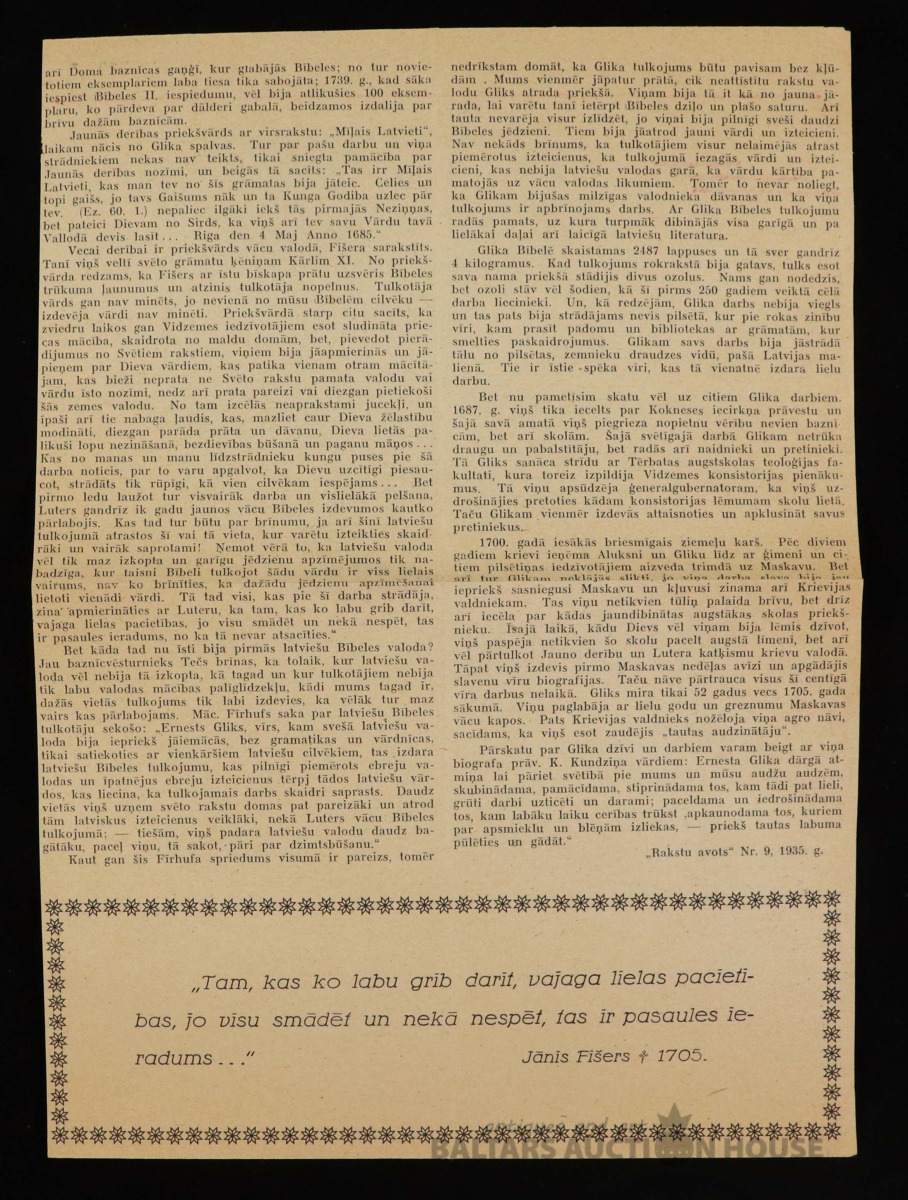 arī Doma baznīcas gaņģī, kur glabājās Bībeles; no tur novie-
totiem eksemplariem laba tiesa tika sabojāta; 1739. g., kad sāka
iespiest Bībeles II. iespiedumu, vēl bija atlikušies 100 eksem-
plaru, ko pārdeva par dālderi gabalā, beidzamos izdalīja par
brīvu dažām baznīcām.
Jaunās derības priekšvārds ar virsrakstu: „Mīļais Latvieti“,
laikam nācis no Glika spalvas. Tur par pašu darbu un viņa
strādniekiem nekas nav teikts, tikai sniegta pamācība par
Jaunās derības nozīmi, un beigās tā sacīts: „Tas irr Mīļais
Latvieti, kas man tev no šīs grāmatas bija jāteic. Celies un
topi gaišs, jo tavs Gaišums nāk un ta Kunga Godība uzlec pār
tev. (Ez. 60. 1.) nepaliec ilgāki iekš tās pirmajās Neziņņas,
bet pateici Dievam no Sirds, ka viņš arī tev savu Vārdu tavā
Vallodā devis lasīt... Riga den 4 Maj Anno 1685.“
Vecai derībai ir priekšvārds vācu valodā, Fišera sarakstīts.
Tanī viņš velti svēto grāmatu ķēniņam Kārlim XI. No priekš-
vārda redzams, ka Fišers ar īstu bīskapa prātu uzsvēris Bībeles
trūkuma ļaunumus un atzinis tulkotāja nopelnus. Tulkotāja
vārds gan nav minēts, jo nevienā no mūsu Bībelēm cilvēku —
izdevēja vārdi nav minēti. Priekšvārdā starp citu sacīts, ka
zviedru laikos gan Vidzemes iedzīvotājiem esot sludināta prie-
cas mācība, skaidrota no maldu domām, bet, pievedot pierā-
dījumus no Svētiem rakstiem, viņiem bija jāapmierinās un jā-
pieņem par Dieva vārdiem, kas patika vienam otram mācītā-
jam, kas bieži neprata ne Svēto rakstu pamata valodu vai
vārdu īsto nozīmi, nedz arī prata pareizi vai diezgan pietiekoši
šās zemes valodu. No tam izcēlās neaprakstami jucekļi, un
īpaši arī tie nabaga ļaudis, kas, mazliet caur Dieva žēlastību
modināti, diezgan parāda prāta un dāvanu, Dieva lietās pa-
likuši lopu nezināšanā, bezdievības būšanā un paganu māņos...
Kas no manas un manu līdzstrādnieku kungu puses pie šā
darba noticis, par to varu apgalvot, ka Dievu uzcītīgi piesau-
cot, strādāts tik rūpīgi, kā vien cilvēkam iespējams... Bet
pirmo ledu laužot tur visvairāk darba un vislielākā pelšana,
Luters gandrīz ik gadu jaunos vācu Bībeles izdevumos kautko
pārlabojis. Kas tad tur būtu par brīnumu, ja arī šinī latviešu
tulkojumā atrastos šī vai tā vieta, kur varētu izteikties skaid-
rāki un vairāk saprotami! Ņemot vērā to, ka latviešu valoda
vēl tik maz izkopta un garīgu jēdzienu apzīmējumos tik na-
badzīga, kur taisni Bībeli tulkojot šādu vārdu ir viss lielais
vairums, nav ko brīnīties, ka dažādu jēdzienu apzīmēšanai
lietoti vienādi vārdi. Tā tad visi, kas pie šī darba strādāja,
zina apmierināties ar Luteru, ka tam, kas ko labu grib darīt,
vajaga lielas pacietības, jo visu smādēt un nekā nespēt, tas
ir pasaules ieradums, no ka tā nevar atsacīties.“
Bet kāda tad nu īsti bija pirmās latviešu Bībeles valoda?
Jau baznīcvēsturnieks Tečs brīnas, ka tolaik, kur latviešu va-
loda vēl nebija tā izkopta, kā tagad un kur tulkotājiem nebija
tik labu valodas mācības palīglīdzekļu, kādi mums tagad ir,
dažās vietās tulkojums tik labi izdevies, ka vēlāk tur maz
vairs kas pārlabojams. Māc. Fīrhufs saka par latviešu Bībeles
tulkotāju sekošo: „Ernests Gliks, vīrs, kam svešā latviešu va-
loda bija iepriekš jāiemācās, bez gramatikas un vārdnīcas,
tikai satiekoties ar vienkāršiem latviešu cilvēkiem, tas izdara
latviešu Bībeles tulkojumu, kas pilnīgi piemērots ebreju va-
lodas un īpatnējus ebreju izteicienus tērpj tādos latviešu vār-
dos, kas liecina, ka tulkojamais darbs skaidri saprasts. Daudz
vietās viņš uzņem svēto rakstu domas pat pareizāki un atrod
tām latviskus izteicienus veiklāki, nekā Luters vācu Bībeles
tulkojumā; — tiešām, viņš padara latviešu valodu daudz ba-
gātāku, paceļ viņu, tā sakot, pāri par dzimtsbūšanu.“
Kaut gan šis Fīrhufa spriedums visumā ir pareizs, tomēr
nedrīkstam domāt, ka Glika tulkojums būtu pavisam bez kļū-
dām . Mums vienmēr jāpatur prātā, cik neattīstītu rakstu va-
lodu Gliks atrada priekšā. Viņam bija tā it kā no jauna jā-
rada, lai varētu tanī ietērpt Bībeles dziļo un plašo saturu. Arī
tauta nevarēja visur izlīdzēt, jo viņai bija pilnīgi sveši daudzi
Bībeles jēdzieni. Tiem bija jāatrod jauni vārdi un izteicieni.
Nav nekāds brīnums, ka tulkotājiem visur nelaimējās atrast
piemērotus izteicienus, ka tulkojumā iezagās vārdi un iztei-
cieni, kas nebija latviešu valodas garā, ka vārdu kārtība pa-
matojas uz vācu valodas likumiem. Tomēr to nevar noliegt,
ka Glikam bijušas milzīgas valodnieka dāvanas un ka viņa
tulkojums ir apbrīnojams darbs. Ar Glika Bībeles tulkojumu
radās pamats, uz kura turpmāk dibinājās visa garīgā un pa
lielākai daļai arī laicīgā latviešu literatura.
Glika Bībelē skaistamas 2487 lappuses un tā sver gandrīz
4 kilogramus. Kad tulkojums rokrakstā bija gatavs, tulks esot
sava nama priekšā stādījis divus ozolus. Nams gan nodedzis,
bet ozoli stāv vēl šodien, kā šī pirms 250 gadiem veiktā cēlā
darba liecinieki. Un, kā redzējām, Glika darbs nebija viegls
un tas pats bija strādājams nevis pilsētā, kur pie rokas zinību
vīri, kam prasīt padomu un bibliotekas ar grāmatām, kur
smelties paskaidrojumus. Glikam savs darbs bija jāstrādā
tālu no pilsētas, zemnieku draudzes vidū, pašā Latvijas ma-
lienā. Tie ir īstie spēka vīri, kas tā vienatnē izdara lielu
darbu.
Bet nu pametīsim skatu vēl uz citiem Glika darbiem.
1687. g. viņš tika iecelts par Kokneses iecirkņa prāvestu un
šajā savā amatā viņš piegrieza nopietnu vērību nevien bazni
cām, bet arī skolām. Šajā svētīgajā darbā Glikam netrūka
draugu un pabalstītāju, bet radās arī naidnieki un pretinieki.
Tā Gliks sanāca strīdū ar Tērbatas augstskolas teoloģijas fa-
kultati, kura toreiz izpildīja Vidzemes konsistorijas pienāku-
mus. Tā viņu apsūdzēja ģeneralgubernatoram, ka viņš uz-
drošinājies pretoties kādam konsistorijas lēmumam skolu lietā.
Taču Glikam vienmēr izdevās attaisnoties un apklusināt savus
pretiniekus.
1700. gadā iesākās briesmīgais ziemeļu karš. Pēc diviem
gadiem krievi ieņēma Aluksni un Gliku līdz ar ģimeni un ci-
tiem pilsētiņas iedzīvotājiem aizveda trimdā uz Maskavu. Bet
arī tur Glikam neklājās slikti, jo viņa darba slava bija jau
iepriekš sasniegusi Maskavu un kļuvusi zinama arī Krievijas
valdniekam. Tas viņu netikvien tūliņ palaida brīvu, bet drīz
arī iecēla par kādas jaundibinātas augstākas skolas priekš-
nieku. Īsajā laikā, kādu Dievs vēl viņam bija lēmis dzīvot,
viņš paspēja netikvien šo skolu pacelt augstā līmenī, bet arī
vēl pārtulkot Jauno derību un Lutera katķismu krievu valodā.
Tāpat viņš izdevis pirmo Maskavas nedēļas avīzi un apgādājis
slavenu vīru biografijas. Taču nāve pārtrauca visus šī centīgā
vīra darbus nelaikā. Gliks mira tikai 52 gadus vecs 1705. gada
sākumā. Viņu paglabāja ar lielu godu un greznumu Maskavas
vācu kapos. Pats Krievijas valdnieks nožēloja viņa agro nāvi,
sacīdams, ka viņš esot zaudējis „tautas audzinātāju“.
Pārskatu par Glika dzīvi un darbiem varam beigt ar viņa
biografa prāv. K. Kundziņa vārdiem: Ernesta Glika dārgā at-
miņa lai pāriet svētībā pie mums un mūsu audžu audzēm,
skubinādama, pamācīdama, stiprinādama tos, kam tādi pat lieli,
grūti darbi uzticēti un darami; paceldama un iedrošinādama
tos, kam labāku laiku cerības trūkst, apkaunodama tos, kuriem
par apsmieklu un blēņām izliekas, — priekš tautas labuma
pūlēties un gādāt.“
„Rakstu avots“ Nr. 9, 1935. g.
„Tam, kas ko labu grib darīt, vajaga lielas pacietī-
bas, jo visu smādēt un nekā nespēt, tas ir pasaules ie-
radums...“ Jānis Fišers † 1705.
BALTARS AUCTION HOUSE